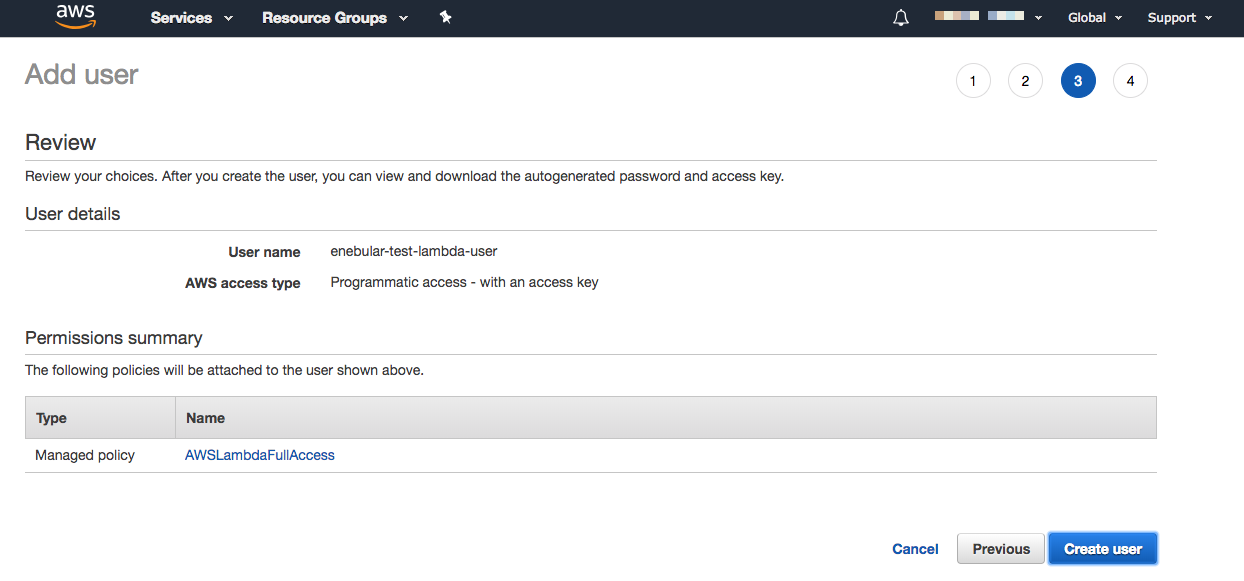 aws Services Resource Groups Global Support
Add user 1 2 3 4
Review
Review your choices. After you create the user, you can view and download the autogenerated password and access key.
User details
User name enebular-test-lambda-user
AWS access type Programmatic access - with an access key
Permissions summary
The following policies will be attached to the user shown above.
Type Name
Managed policy AWSLambdaFullAccess
Cancel Previous Create user